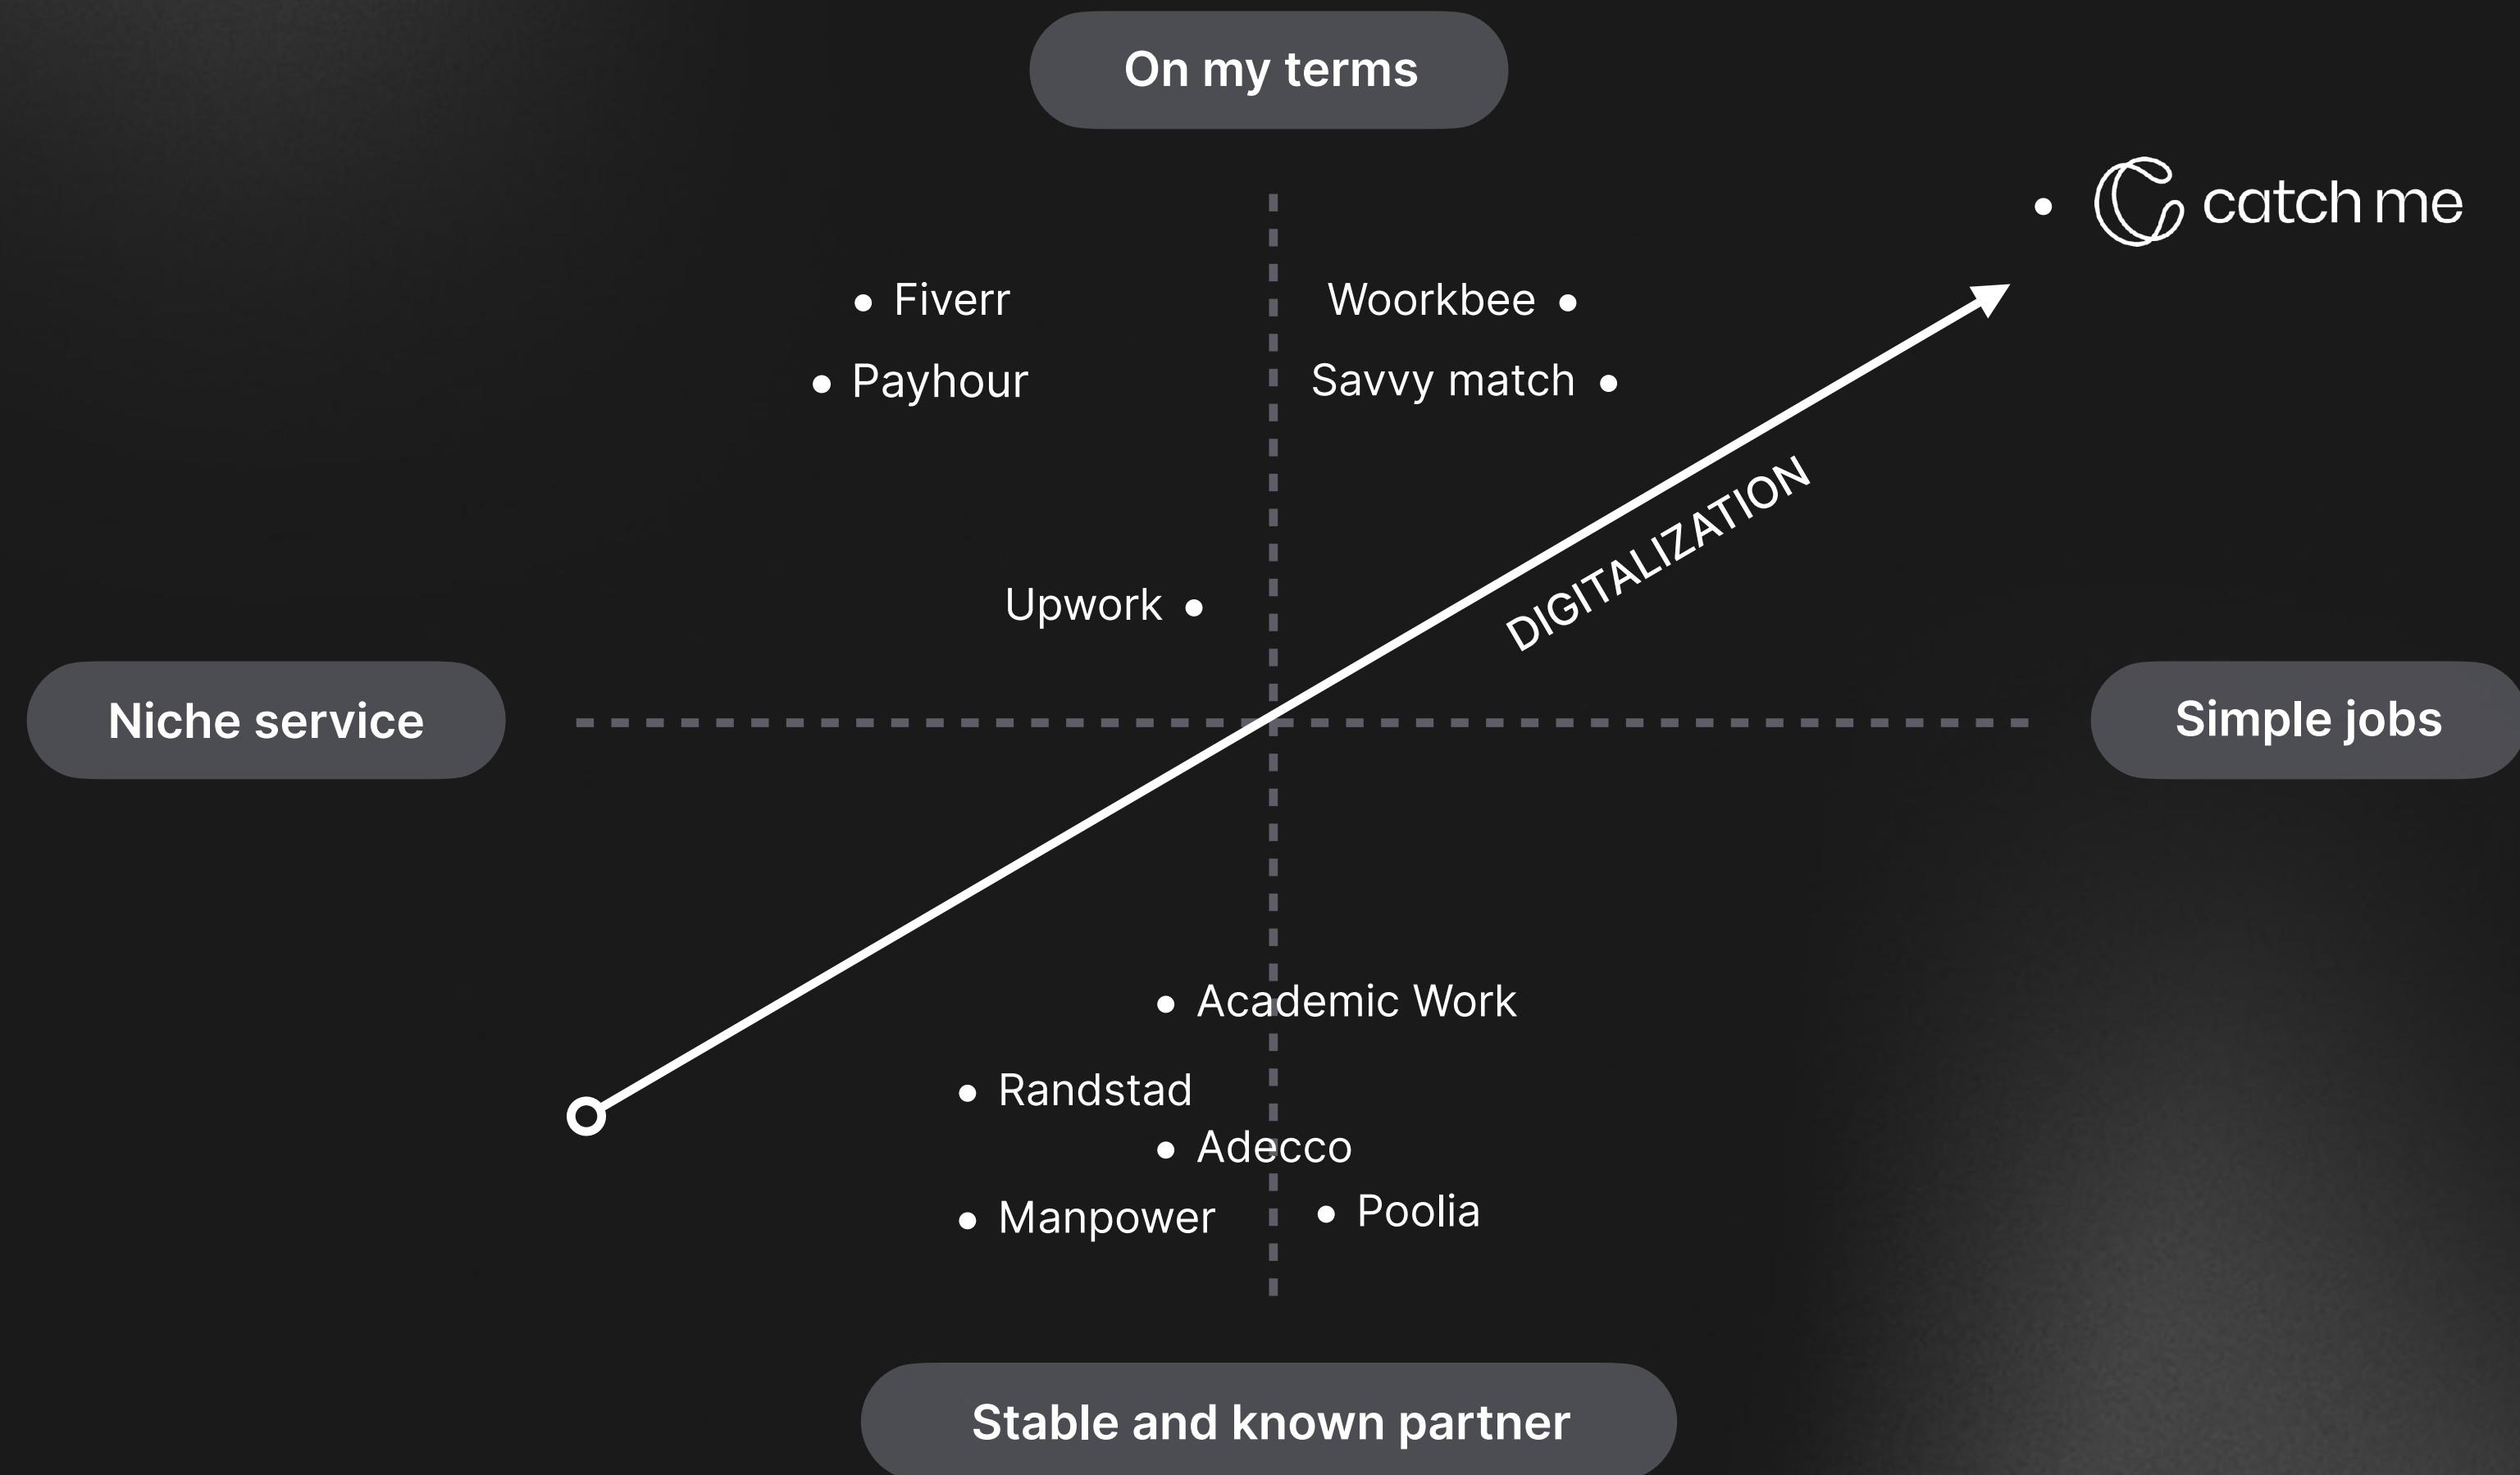 On my terms
catch me
Fiverr
Woorkbee
Payhour
Savvy match
DIGITALIZATION
Upwork
Niche service
Simple jobs
Academic Work
Randstad
Adecco
Manpower
Poolia
Stable and known partner